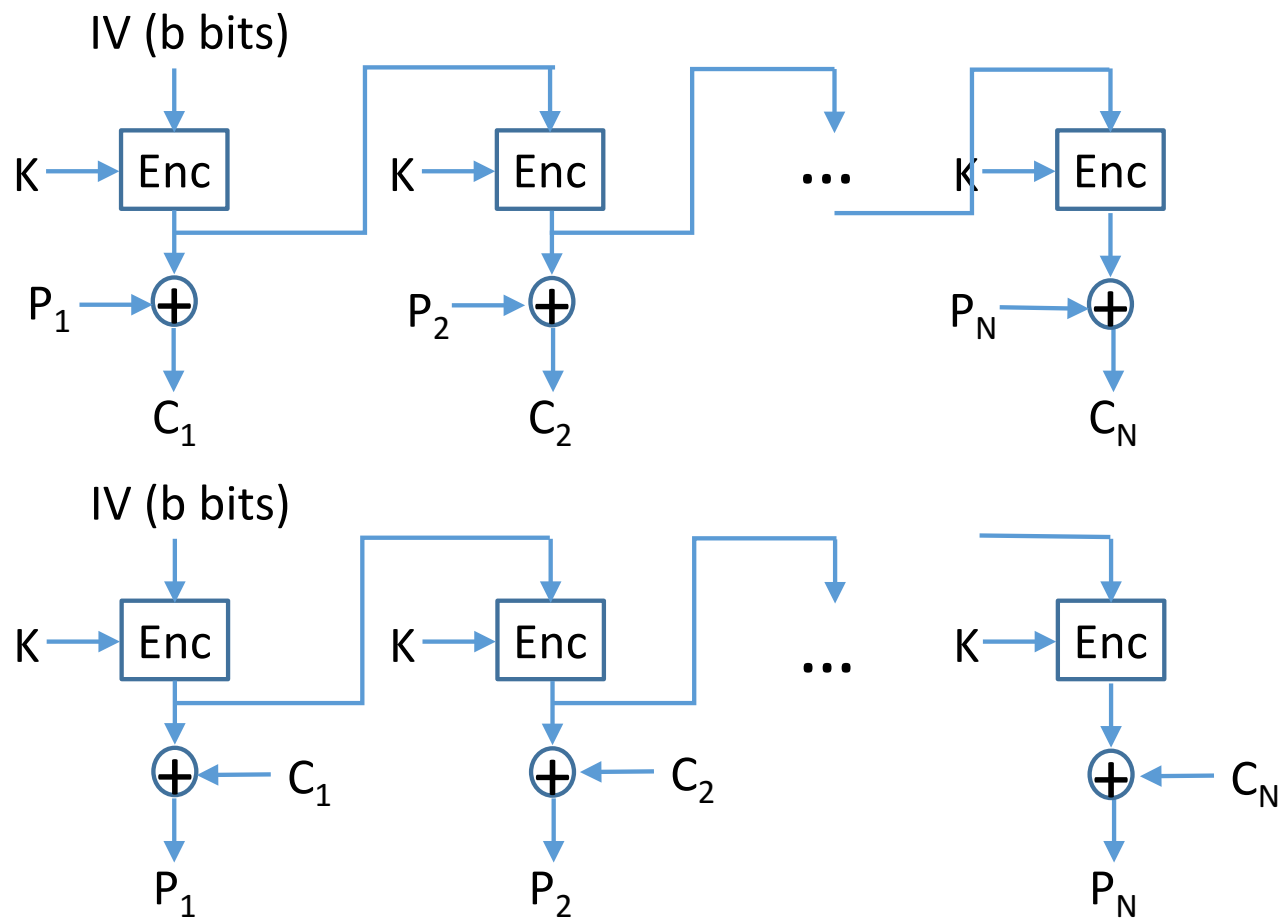 IV (b bits)
K Enc K Enc ... K Enc
P1 + P2 + PN +
C1 C2 CN
IV (b bits)
K Enc K Enc ... K Enc
+ C1 + C2 + CN
P1 P2 PN